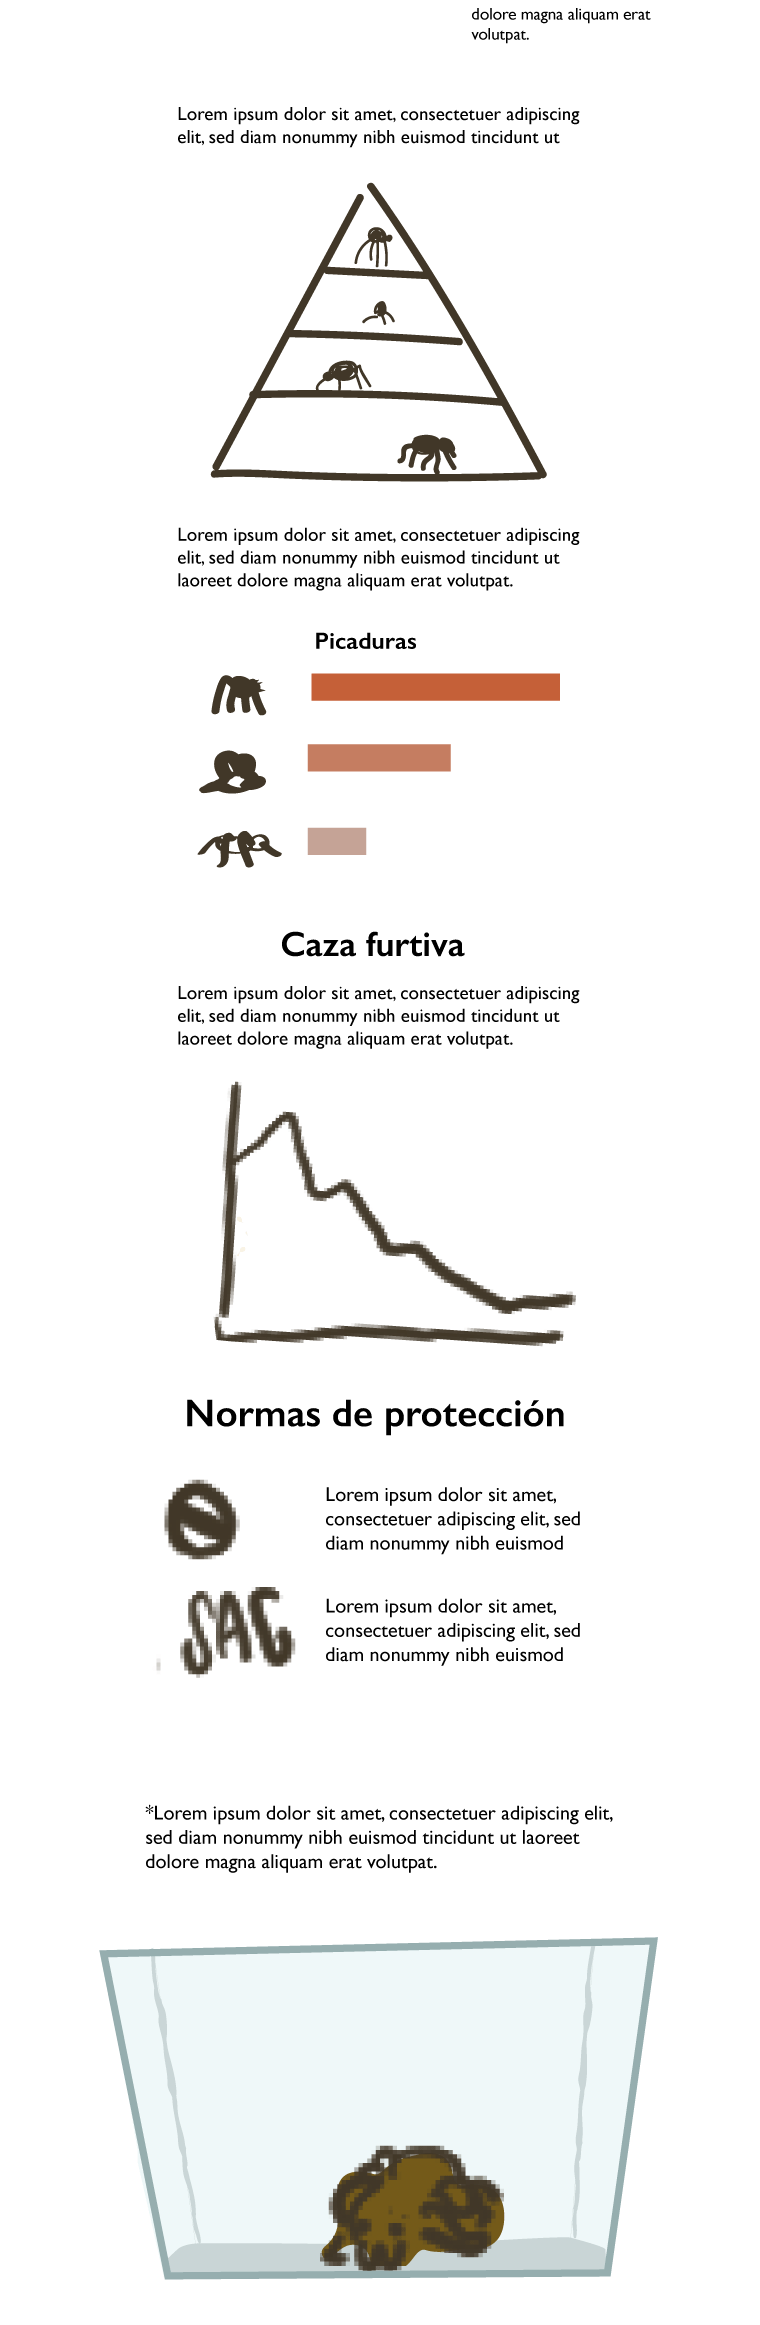 dolore magna aliquam erat
volutpat.
Lorem ipsum dolor sit amet, consectetuer adipiscing
elit, sed diam nonummy nibh euismod tincidunt ut
Lorem ipsum dolor sit amet, consectetuer adipiscing
elit, sed diam nonummy nibh euismod tincidunt ut
laoreet dolore magna aliquam erat volutpat.
Picaduras
Caza furtiva
Lorem ipsum dolor sit amet, consectetuer adipiscing
elit, sed diam nonummy nibh euismod tincidunt ut
laoreet dolore magna aliquam erat volutpat.
Normas de protección
Lorem ipsum dolor sit amet,
consectetuer adipiscing elit, sed
diam nonummy nibh euismod
SAG
Lorem ipsum dolor sit amet,
consectetuer adipiscing elit, sed
diam nonummy nibh euismod
*Lorem ipsum dolor sit amet, consectetuer adipiscing elit,
sed diam nonummy nibh euismod tincidunt ut laoreet
dolore magna aliquam erat volutpat.